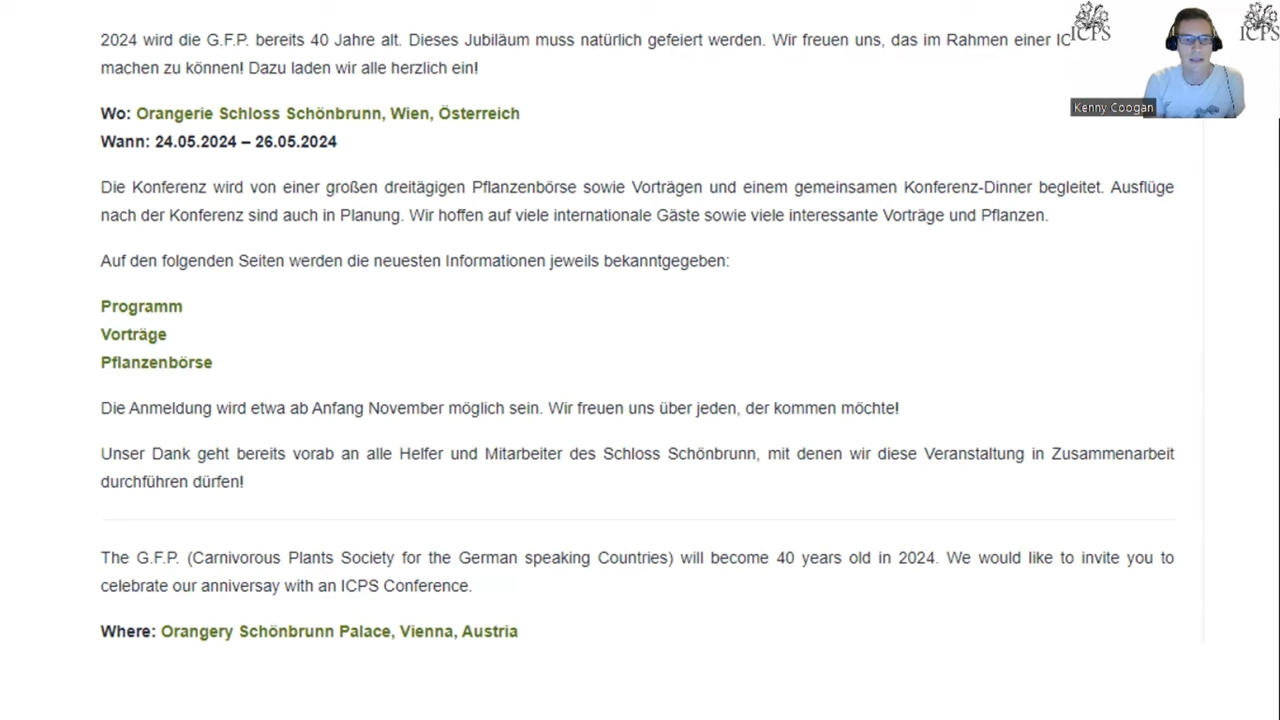 2024 wird die G.F.P. bereits 40 Jahre alt. Dieses Jubiläum muss natürlich gefeiert werden. Wir freuen uns, das im Rahmen einer IC
machen zu können! Dazu laden wir alle herzlich ein!
ICPS
ICPS
Kenny Coogan
Wo: Orangerie Schloss Schönbrunn, Wien, Österreich
Wann: 24.05.2024 – 26.05.2024
Die Konferenz wird von einer großen dreitägigen Pflanzenbörse sowie Vorträgen und einem gemeinsamen Konferenz-Dinner begleitet. Ausflüge
nach der Konferenz sind auch in Planung. Wir hoffen auf viele internationale Gäste sowie viele interessante Vorträge und Pflanzen.
Auf den folgenden Seiten werden die neuesten Informationen jeweils bekanntgegeben:
Programm
Vorträge
Pflanzenbörse
Die Anmeldung wird etwa ab Anfang November möglich sein. Wir freuen uns über jeden, der kommen möchte!
Unser Dank geht bereits vorab an alle Helfer und Mitarbeiter des Schloss Schönbrunn, mit denen wir diese Veranstaltung in Zusammenarbeit
durchführen dürfen!
The G.F.P. (Carnivorous Plants Society for the German speaking Countries) will become 40 years old in 2024. We would like to invite you to
celebrate our anniversay with an ICPS Conference.
Where: Orangery Schönbrunn Palace, Vienna, Austria